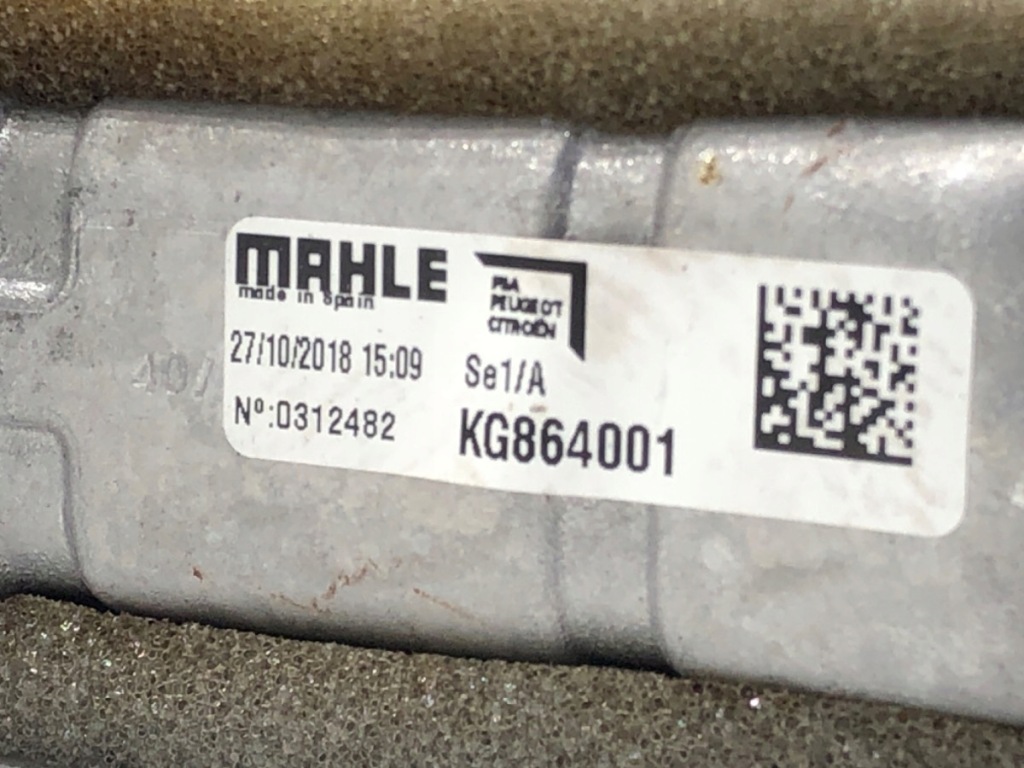 MAHLE
made in Spain
27/10/2018 15:09
Nº:0312482
PSA
PEUGEOT
CITROËN
Se1/A
KG864001